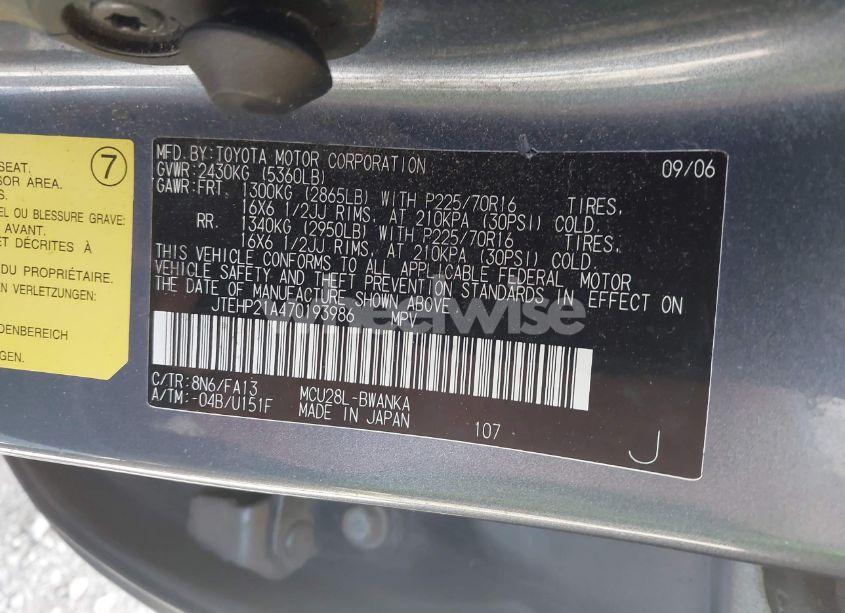 SEAT.
SOR AREA.
S.
EL OU BLESSURE GRAVE:
AVANT.
ET DÉCRITES À
DU PROPRIÉTAIRE.
EN VERLETZUNGEN:
DENBEREICH
SSEN.
7
MFD.BY:TOYOTA MOTOR CORPORATION 09/06
GVWR:2430KG (5360LB)
GAWR:FRT. 1300KG (2865LB) WITH P225/70R16 TIRES,
16X6 1/2JJ RIMS, AT 210KPA (30PSI) COLD.
RR. 1340KG (2950LB) WITH P225/70R16 TIRES,
16X6 1/2JJ RIMS, AT 210KPA (30PSI) COLD.
THIS VEHICLE CONFORMS TO ALL APPLICABLE FEDERAL MOTOR
VEHICLE SAFETY AND THEFT PREVENTION STANDARDS IN EFFECT ON
THE DATE OF MANUFACTURE SHOWN ABOVE.
JTEHP21A470193986 MPV
C/TR:8N6/FA13 MCU28L-BWANKA
A/TM:-04B/U151F MADE IN JAPAN
107
J